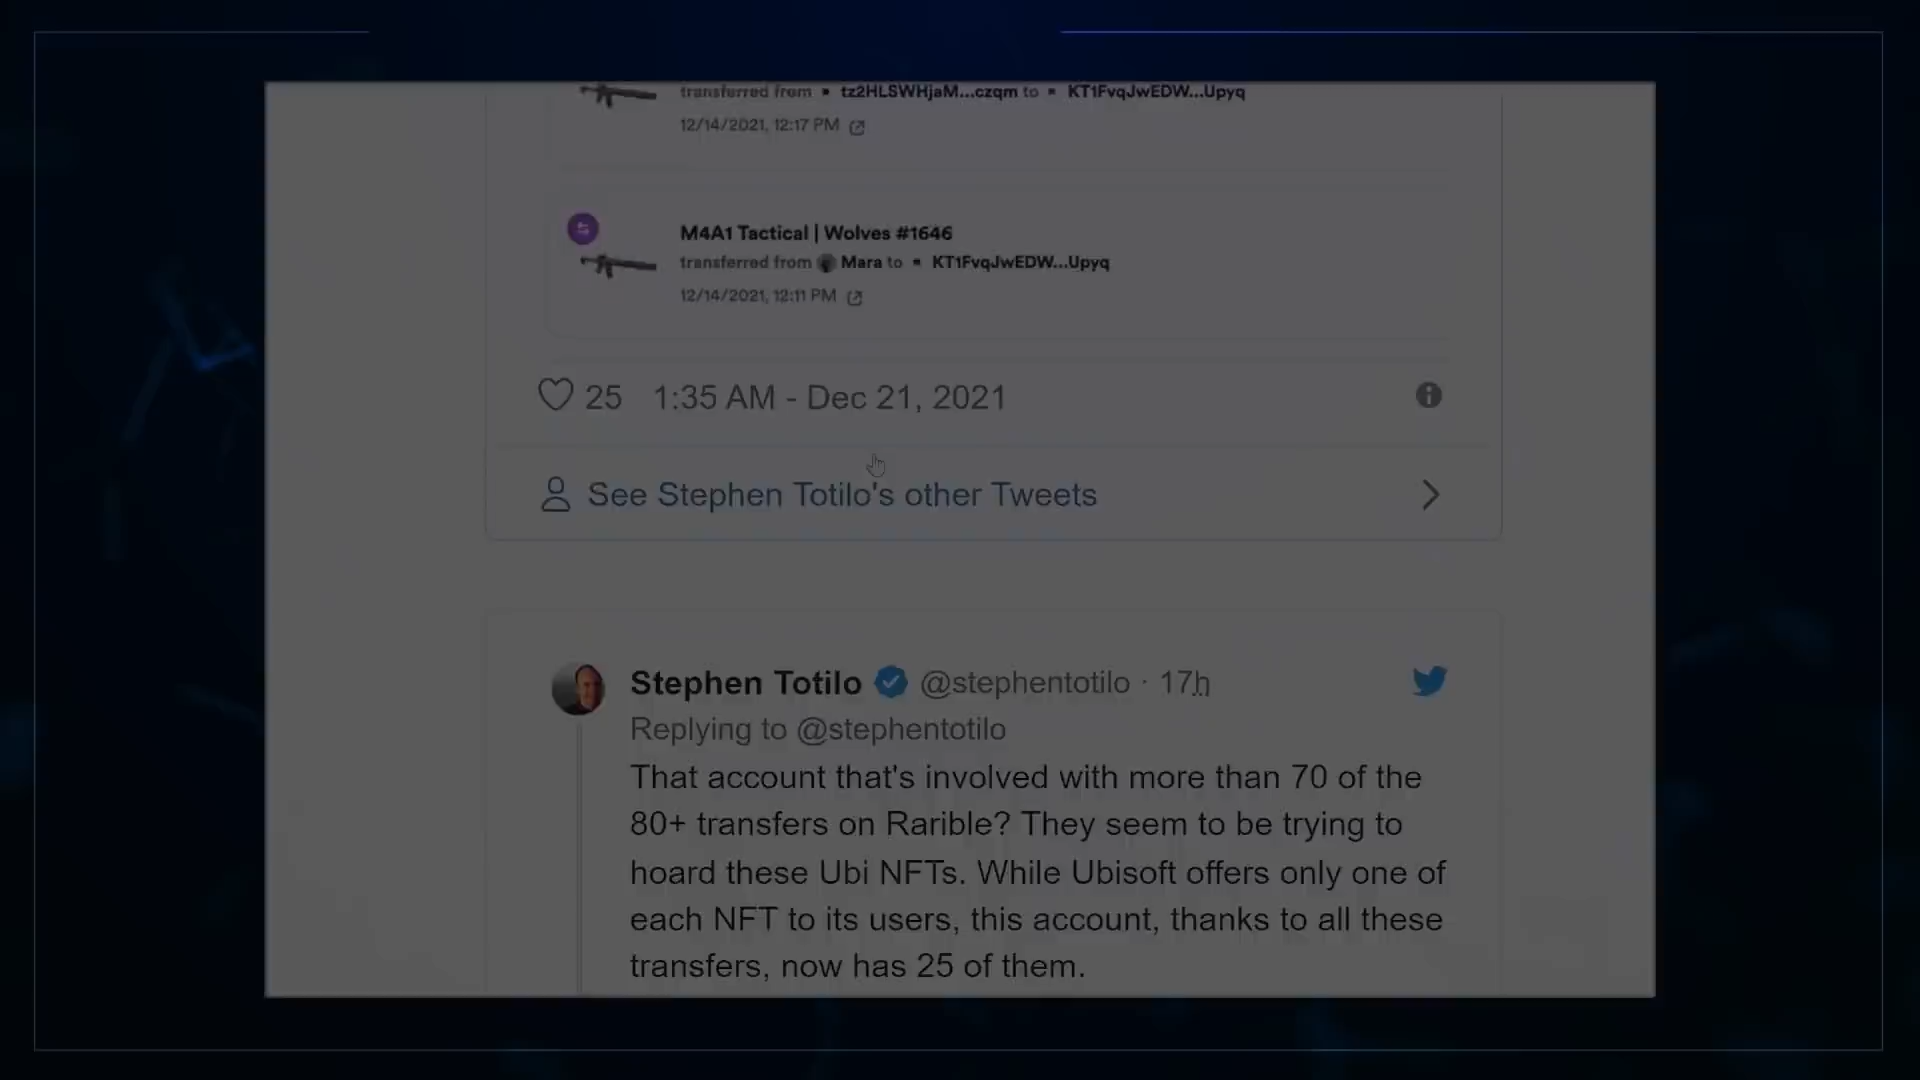 transferred from ▪ tz2HLSWHjaM...czqm to ▪ KT1FvqJwEDW...Upyq
12/14/2021, 12:17 PM
M4A1 Tactical | Wolves #1646
transferred from Mara to ▪ KT1FvqJwEDW...Upyq
12/14/2021, 12:11 PM
25 1:35 AM - Dec 21, 2021
See Stephen Totilo's other Tweets
Stephen Totilo @stephentotilo · 17h
Replying to @stephentotilo
That account that's involved with more than 70 of the
80+ transfers on Rarible? They seem to be trying to
hoard these Ubi NFTs. While Ubisoft offers only one of
each NFT to its users, this account, thanks to all these
transfers, now has 25 of them.